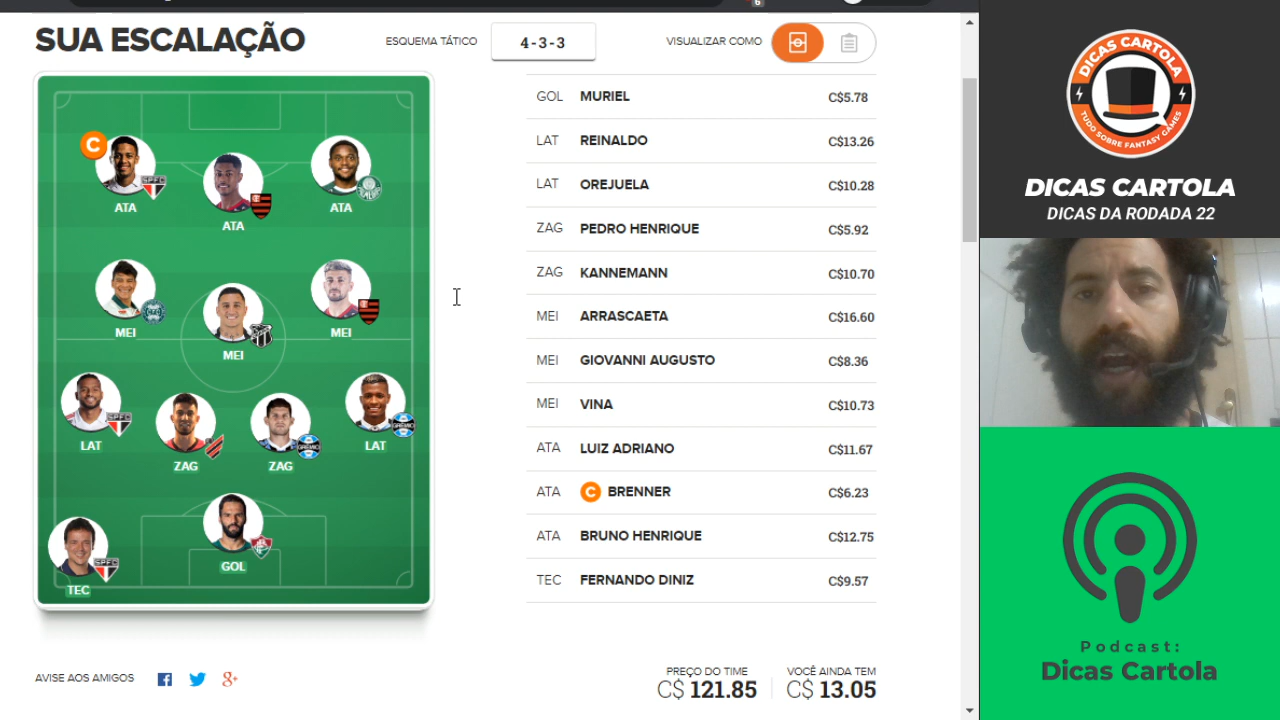 SUA ESCALAÇÃO
ESQUEMA TÁTICO
4-3-3
VISUALIZAR COMO
C
ATA
ATA
ATA
MEI
MEI
MEI
LAT
ZAG
ZAG
LAT
TEC
GOL
GOL MURIEL C$5.78
LAT REINALDO C$13.26
LAT OREJUELA C$10.28
ZAG PEDRO HENRIQUE C$5.92
ZAG KANNEMANN C$10.70
MEI ARRASCAETA C$16.60
MEI GIOVANNI AUGUSTO C$8.36
MEI VINA C$10.73
ATA LUIZ ADRIANO C$11.67
ATA C BRENNER C$6.23
ATA BRUNO HENRIQUE C$12.75
TEC FERNANDO DINIZ C$9.57
AVISE AOS AMIGOS
PREÇO DO TIME
C$ 121.85
VOCÊ AINDA TEM
C$ 13.05
DICAS CARTOLA
TUDO SOBRE FANTASY GAMES
DICAS CARTOLA
DICAS DA RODADA 22
Podcast:
Dicas Cartola